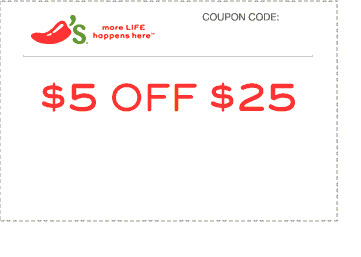 COUPON CODE:
's.
more LIFE
happens here™
$5 OFF $25